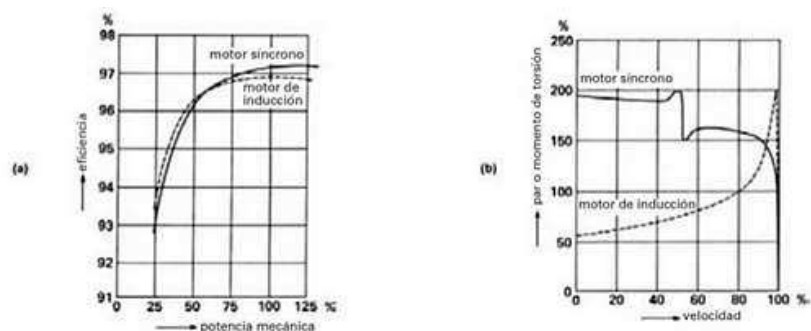 (a)
%
98
97
96
95
94
93
92
91
eficiencia
motor síncrono
motor de
inducción
0 25 50 75 100 125 %
potencia mecánica
(b)
%
250
200
150
100
50
0
par o momento de torsión
motor síncrono
motor de inducción
0 20 40 60 80 100 %
velocidad